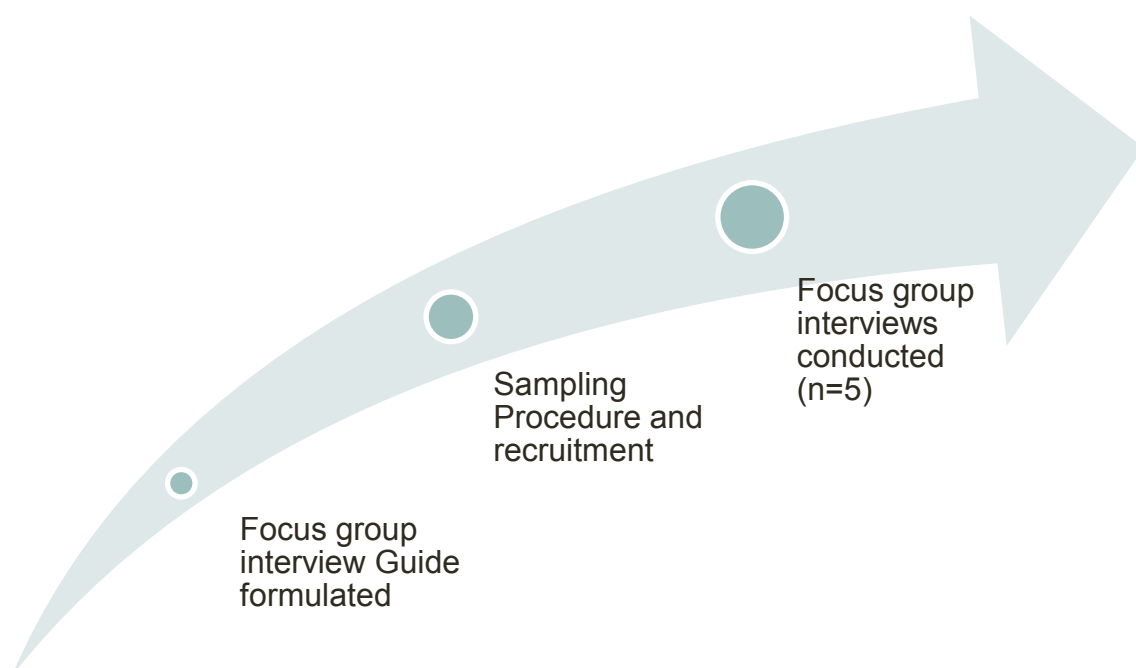 Focus group
interview Guide
formulated
Sampling
Procedure and
recruitment
Focus group
interviews
conducted
(n=5)